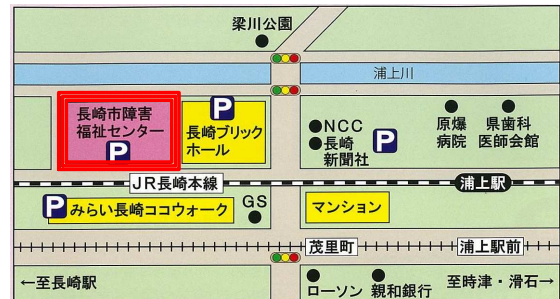 梁川公園
浦上川
長崎市障害
福祉センター
P
P
長崎ブリック
ホール
NCC
長崎
新聞社
P
原爆
病院
県歯科
医師会館
JR長崎本線
浦上駅
P
みらい長崎ココウォーク
GS
マンション
茂里町
浦上駅前
←至長崎駅
ローソン
親和銀行
至時津・滑石→